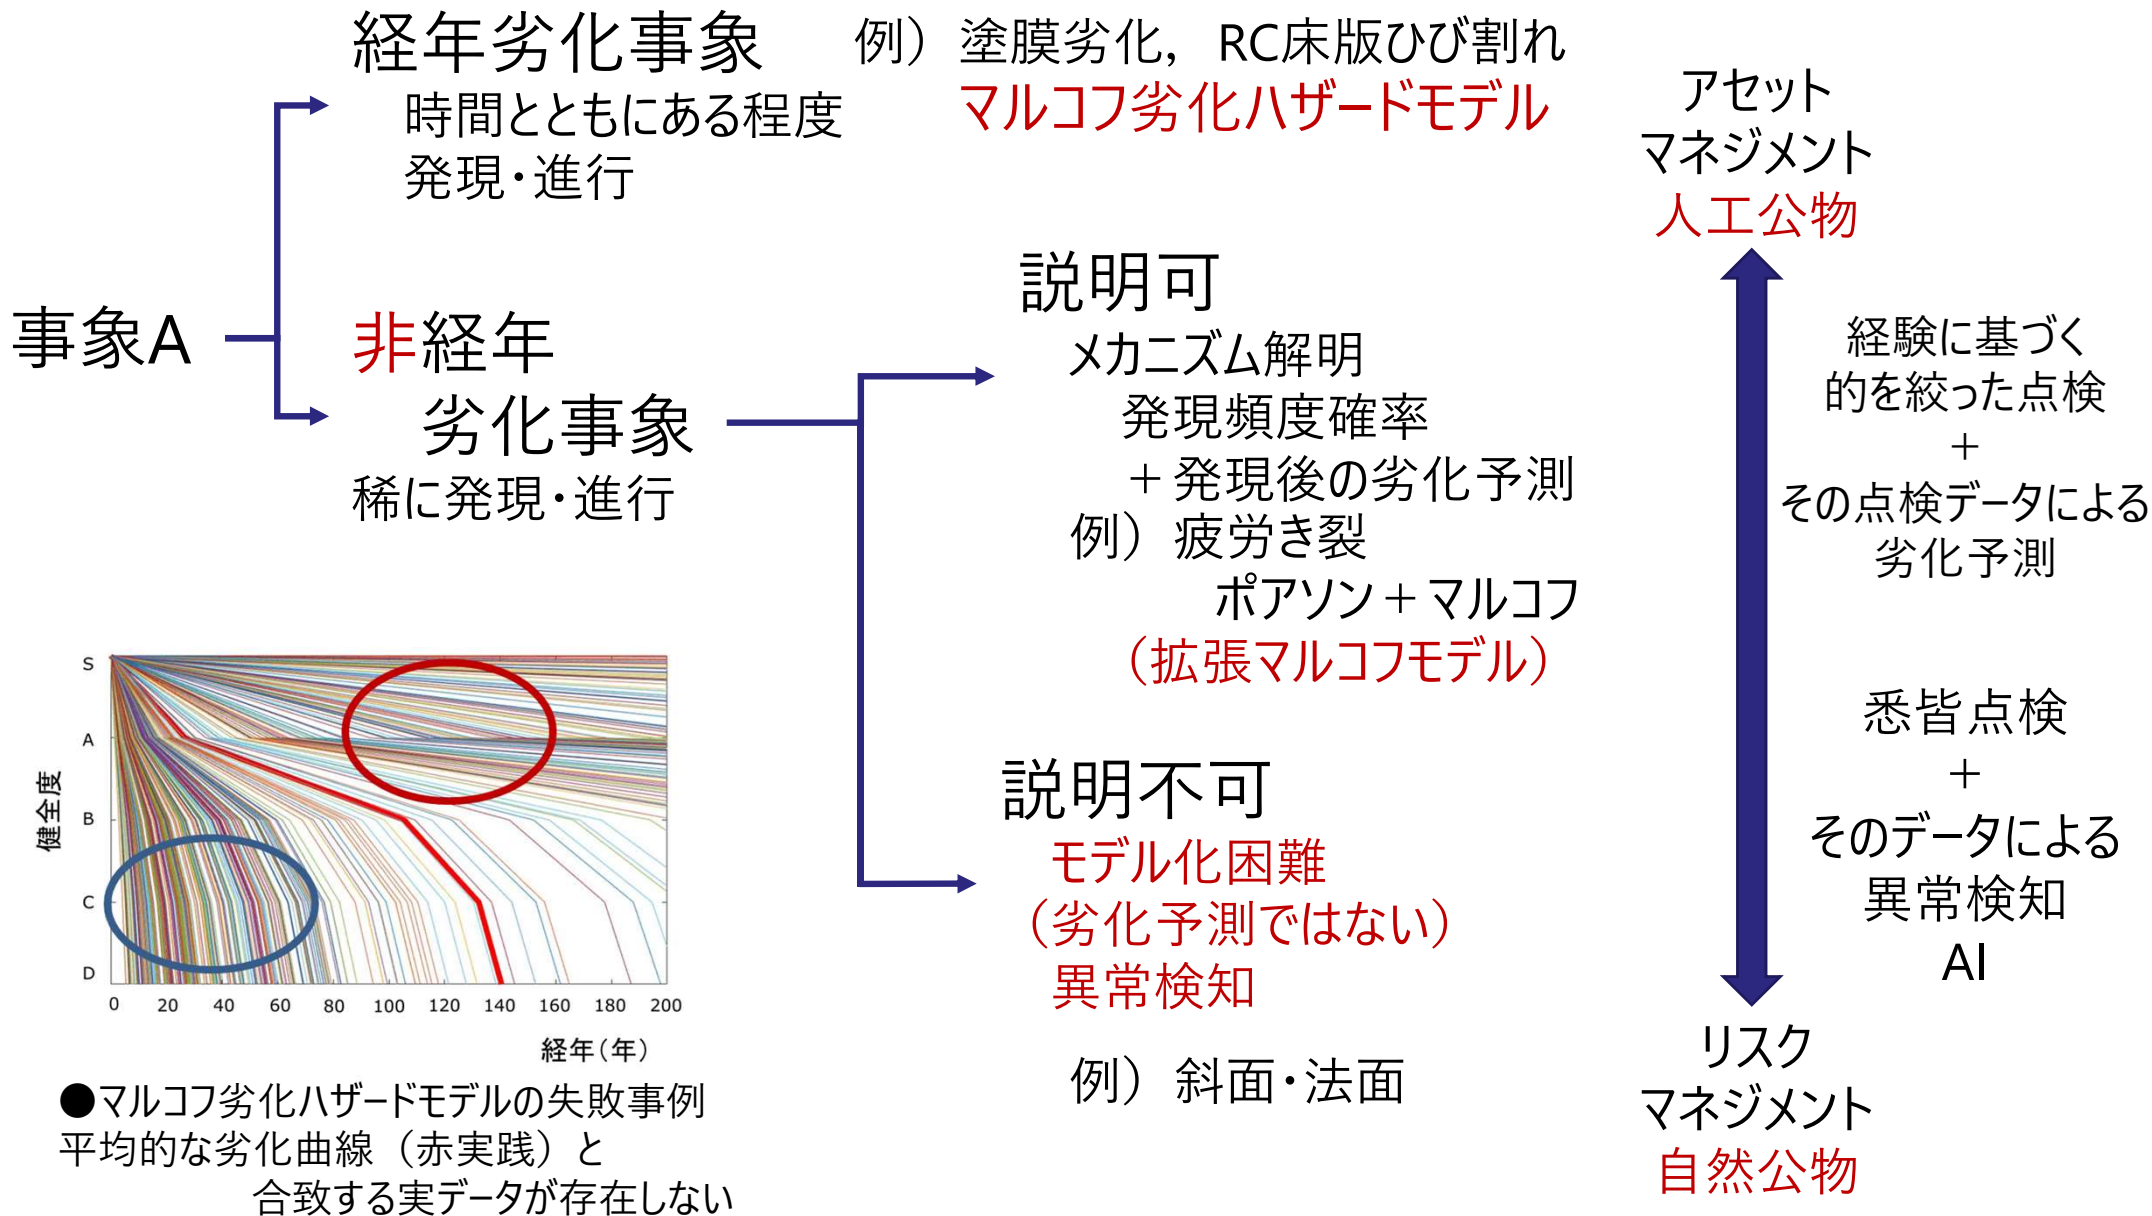 経年劣化事象
時間とともにある程度
発現・進行
例）塗膜劣化，RC床版ひび割れ
マルコフ劣化ハザードモデル
事象A
非経年
劣化事象
稀に発現・進行
説明可
メカニズム解明
発現頻度確率
＋発現後の劣化予測
例）疲労き裂
ポアソン＋マルコフ
（拡張マルコフモデル）
説明不可
モデル化困難
（劣化予測ではない）
異常検知
例）斜面・法面
アセット
マネジメント
人工公物
経験に基づく
的を絞った点検
＋
その点検データによる
劣化予測
悉皆点検
＋
そのデータによる
異常検知
AI
リスク
マネジメント
自然公物
健全度
S
A
B
C
D
0 20 40 60 80 100 120 140 160 180 200
経年（年）
●マルコフ劣化ハザードモデルの失敗事例
平均的な劣化曲線（赤実践）と
合致する実データが存在しない